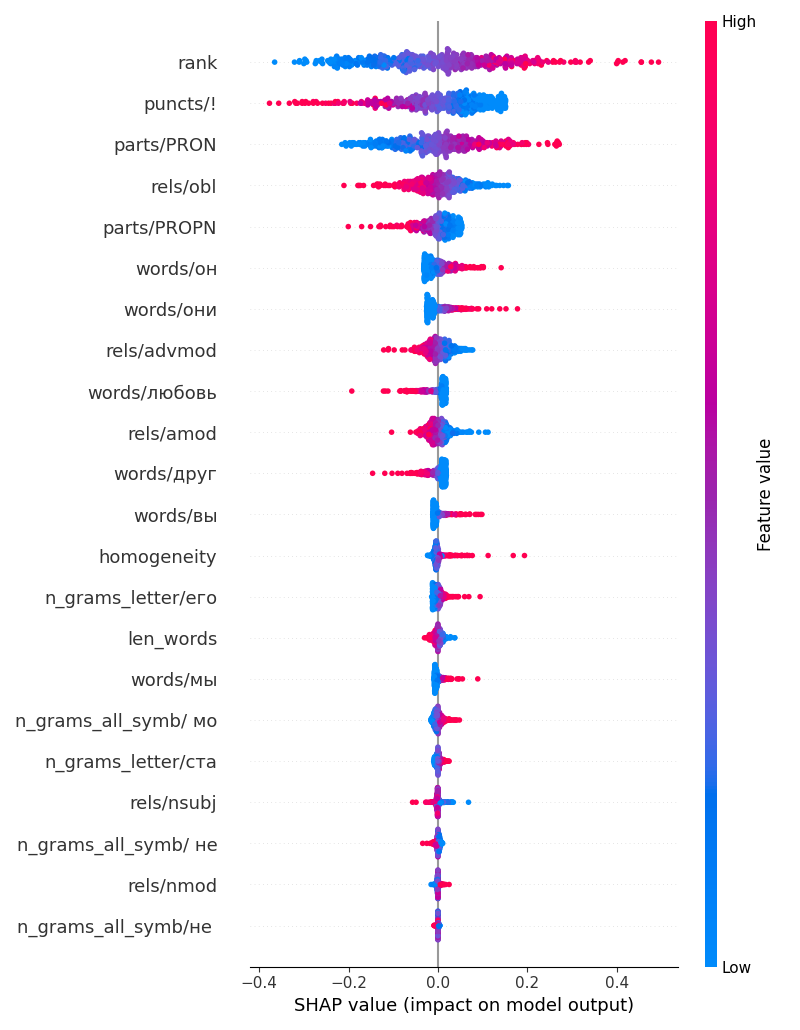 High
rank
puncts/!
parts/PRON
rels/obl
parts/PROPN
words/он
words/они
rels/advmod
words/любовь
rels/amod
words/друг
words/вы
homogeneity
n_grams_letter/его
len_words
words/мы
n_grams_all_symb/ мо
n_grams_letter/ста
rels/nsubj
n_grams_all_symb/ не
rels/nmod
n_grams_all_symb/не
Low
Feature value
−0.4 −0.2 0.0 0.2 0.4
SHAP value (impact on model output)